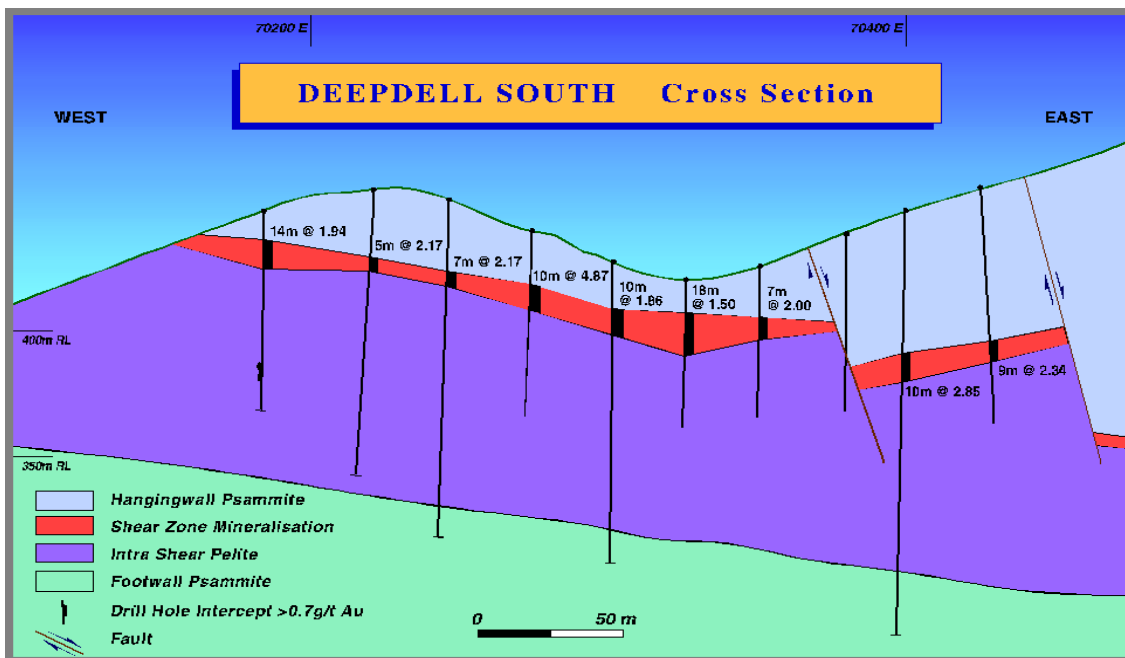 70200 E
70400 E
DEEPDELL SOUTH Cross Section
WEST
EAST
14m @ 1.94
5m @ 2.17
7m @ 2.17
10m @ 4.87
10m
@ 1.86
18m
@ 1.50
7m
@ 2.00
400m RL
9m @ 2.34
10m @ 2.85
350m RL
Hangingwall Psammite
Shear Zone Mineralisation
Intra Shear Pelite
Footwall Psammite
Drill Hole Intercept >0.7g/t Au
Fault
0 50 m